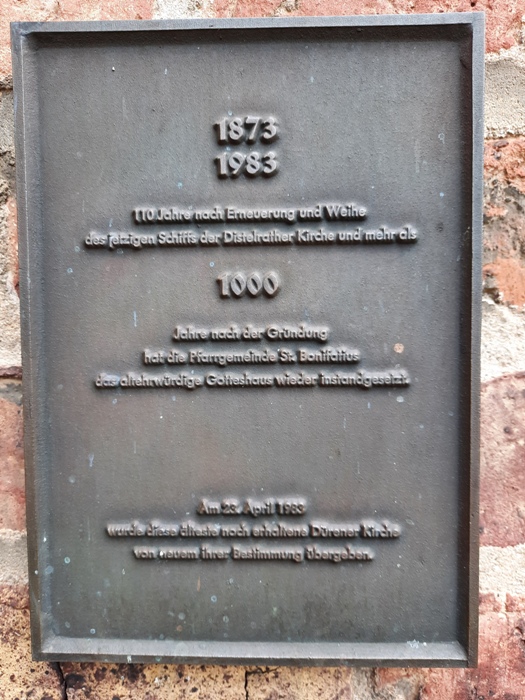 1873
1983
110 Jahre nach Erneuerung und Weihe
des jetzigen Schiffs der Distelrather Kirche und mehr als
1000
Jahre nach der Gründung
hat die Pfarrgemeinde St. Bonifatius
das altehrwürdige Gotteshaus wieder instandgesetzt.
Am 23. April 1983
wurde diese älteste noch erhaltene Dürener Kirche
von neuem ihrer Bestimmung übergeben.